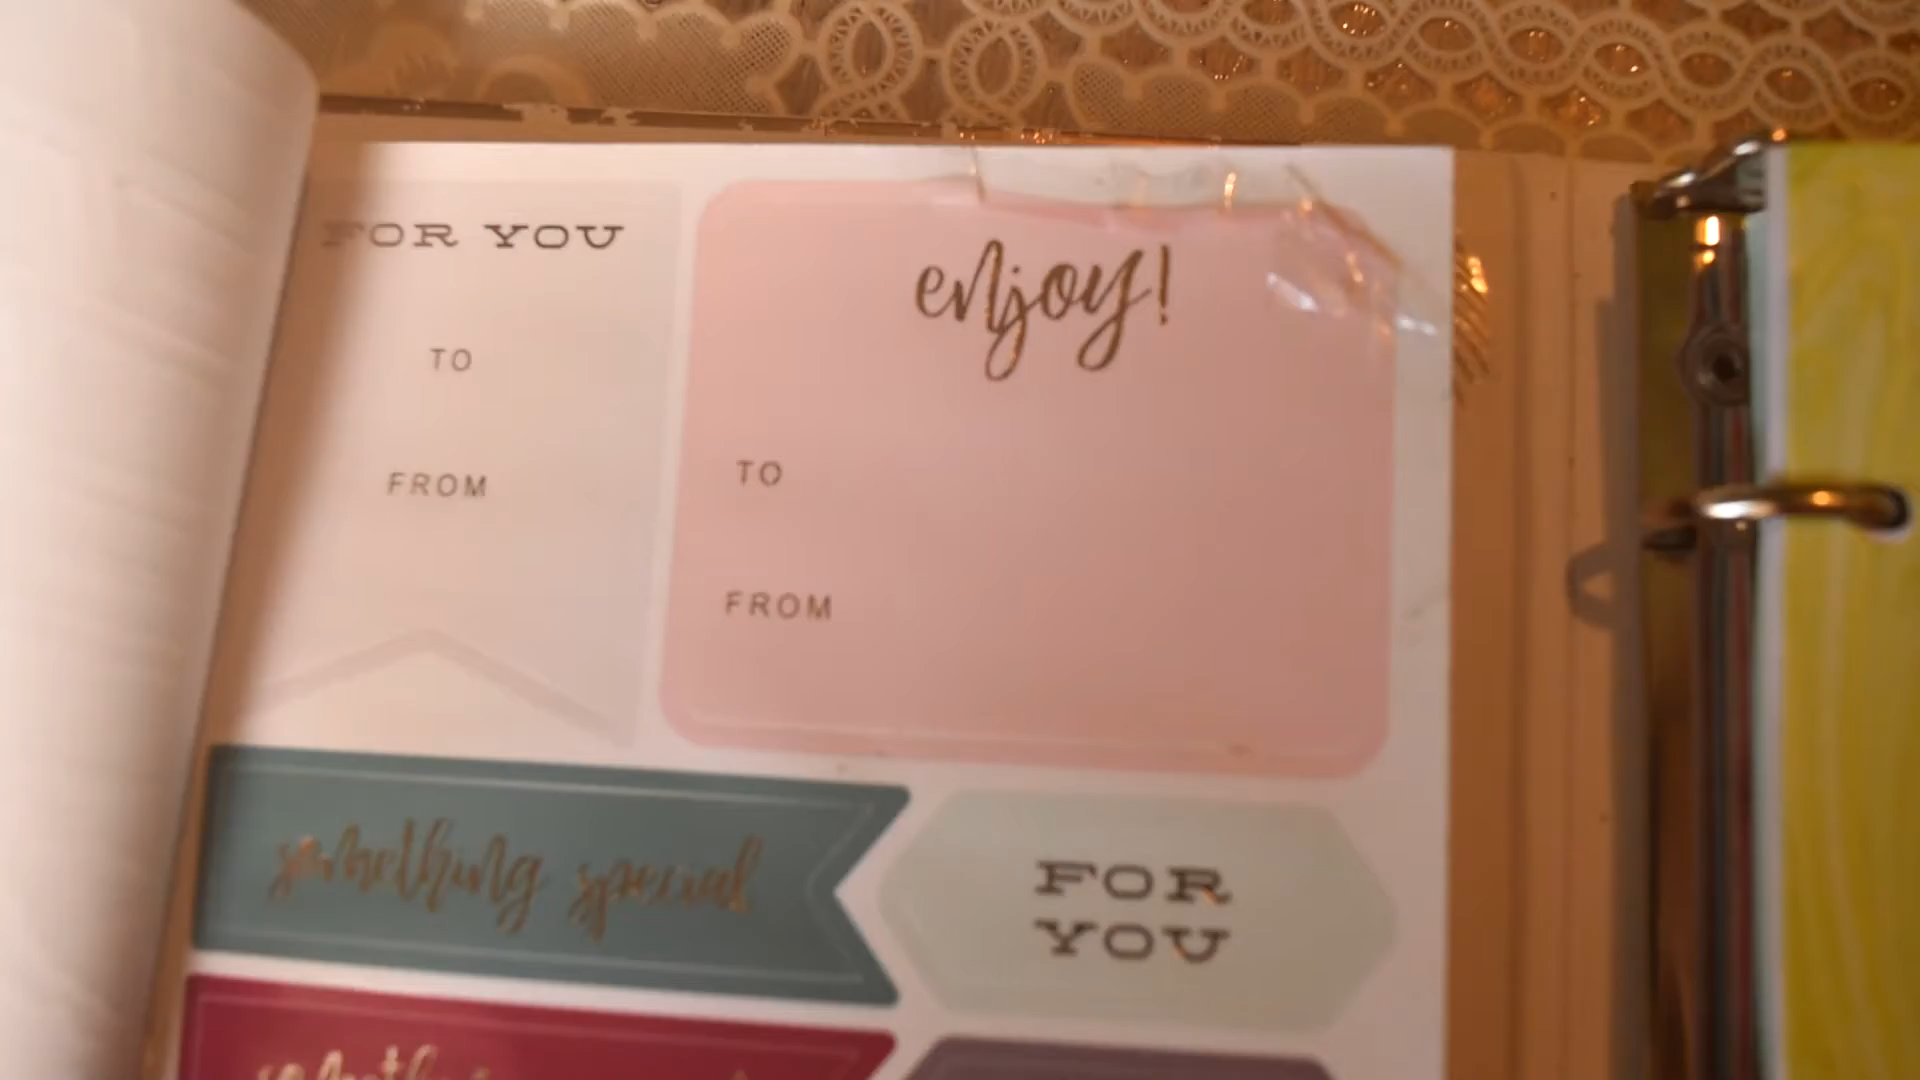 FOR YOU
TO
FROM
enjoy!
TO
FROM
something special
FOR
YOU